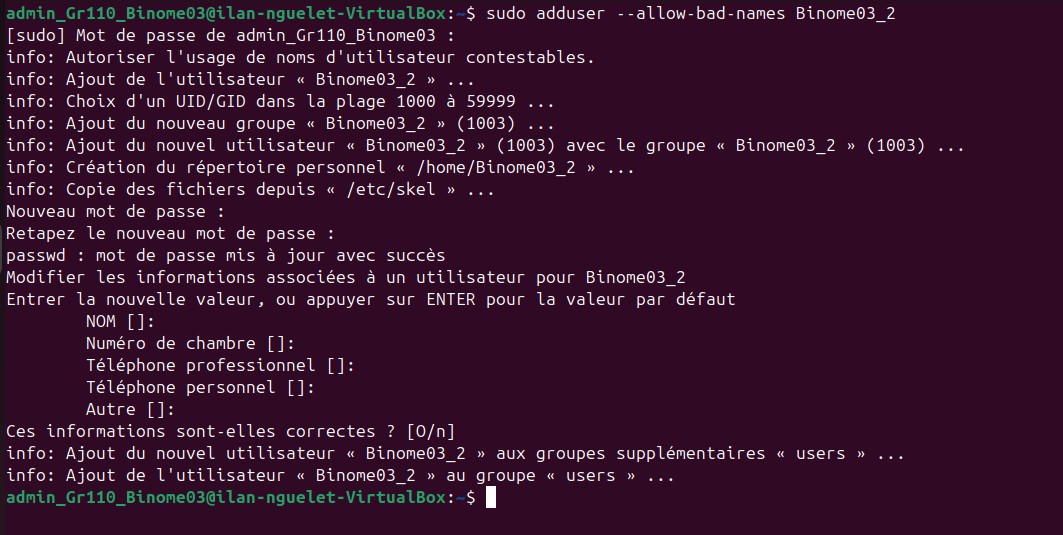 admin_Gr110_Binome03@ilan-nguelet-VirtualBox:~$ sudo adduser --allow-bad-names Binome03_2
[sudo] Mot de passe de admin_Gr110_Binome03 :
info: Autoriser l'usage de noms d'utilisateur contestables.
info: Ajout de l'utilisateur « Binome03_2 » ...
info: Choix d'un UID/GID dans la plage 1000 à 59999 ...
info: Ajout du nouveau groupe « Binome03_2 » (1003) ...
info: Ajout du nouvel utilisateur « Binome03_2 » (1003) avec le groupe « Binome03_2 » (1003) ...
info: Création du répertoire personnel « /home/Binome03_2 » ...
info: Copie des fichiers depuis « /etc/skel » ...
Nouveau mot de passe :
Retapez le nouveau mot de passe :
passwd : mot de passe mis à jour avec succès
Modifier les informations associées à un utilisateur pour Binome03_2
Entrer la nouvelle valeur, ou appuyer sur ENTER pour la valeur par défaut
NOM []:
Numéro de chambre []:
Téléphone professionnel []:
Téléphone personnel []:
Autre []:
Ces informations sont-elles correctes ? [O/n]
info: Ajout du nouvel utilisateur « Binome03_2 » aux groupes supplémentaires « users » ...
info: Ajout de l'utilisateur « Binome03_2 » au groupe « users » ...
admin_Gr110_Binome03@ilan-nguelet-VirtualBox:~$